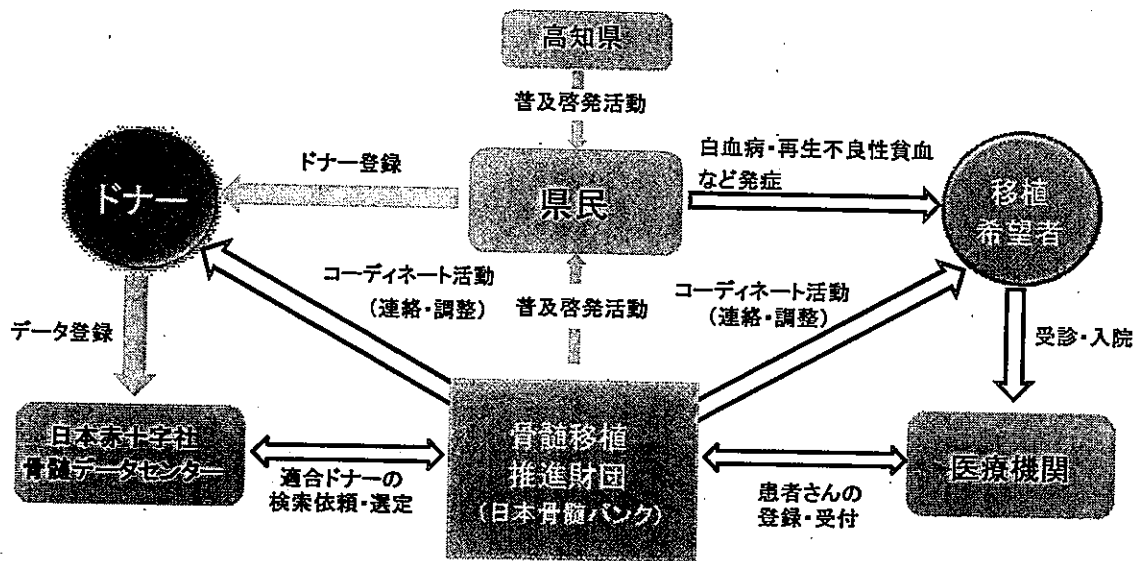 高知県
普及啓発活動
ドナー登録
白血病・再生不良性貧血
など発症
ドナー
県民
移植
希望者
コーディネート活動
(連絡・調整)
普及啓発活動
コーディネート活動
(連絡・調整)
データ登録
受診・入院
日本赤十字社
骨髄データセンター
適合ドナーの
検索依頼・選定
骨髄移植
推進財団
(日本骨髄バンク)
患者さんの
登録・受付
医療機関